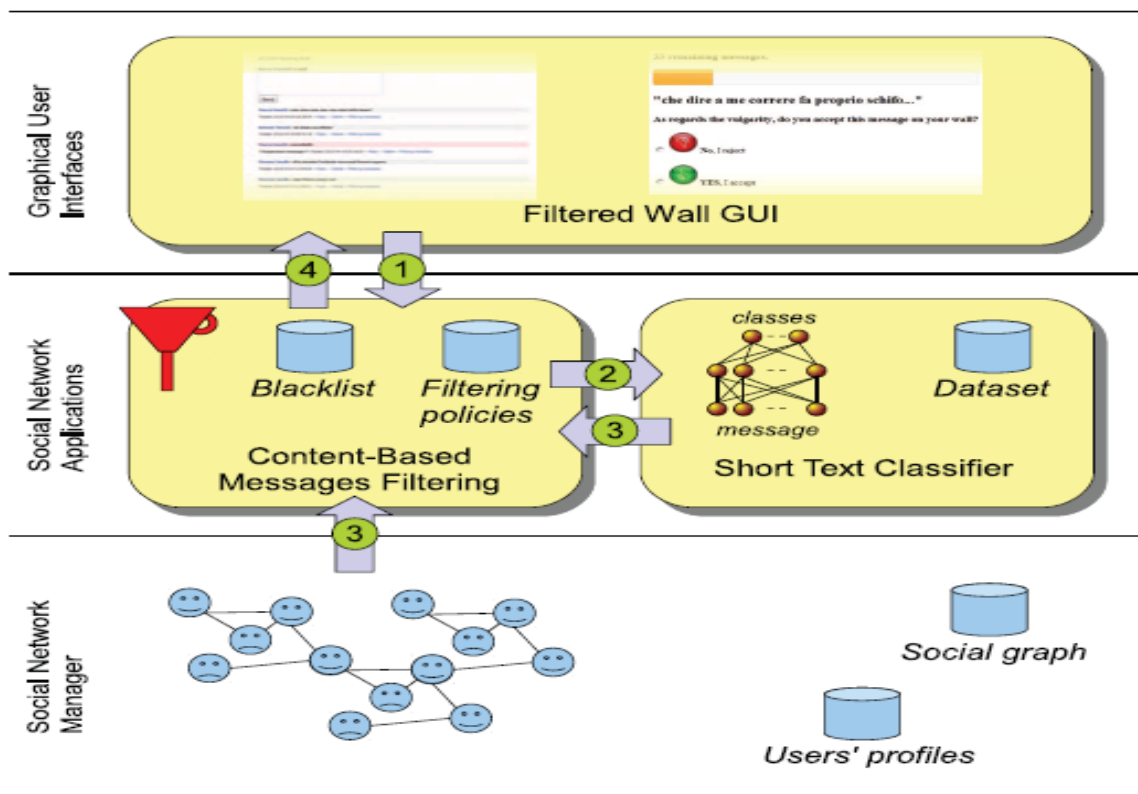 Graphical User
Interfaces
"che dire a me correre fa proprio schifo..."
As regards the vulgarity, do you accept this message on your wall?
No, I reject
YES, I accept
Filtered Wall GUI
4
1
Social Network
Applications
Blacklist
Filtering
policies
Content-Based
Messages Filtering
2
3
classes
message
Dataset
Short Text Classifier
3
Social Network
Manager
Social graph
Users' profiles